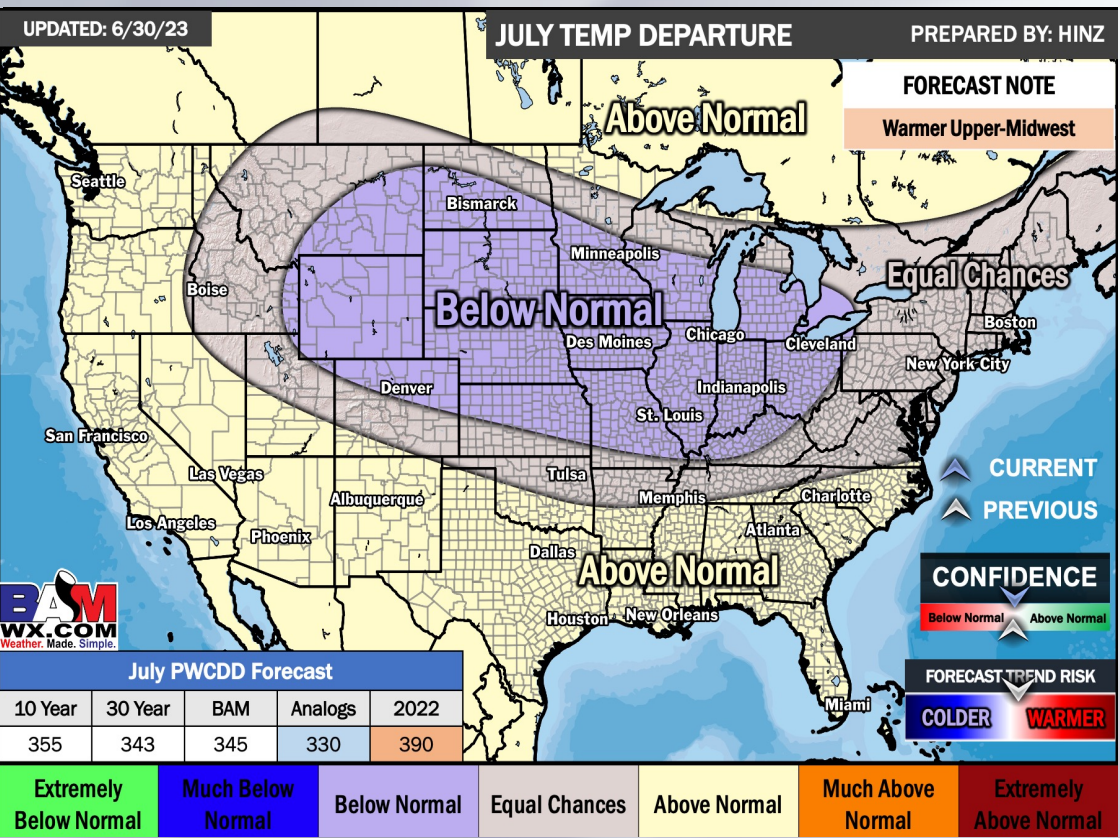 UPDATED: 6/30/23
JULY TEMP DEPARTURE
PREPARED BY: HINZ
FORECAST NOTE
Warmer Upper-Midwest
Above Normal
Seattle
Bismarck
Minneapolis
Equal Chances
Boise
Below Normal
Boston
Chicago
Des Moines
Cleveland
New York City
Denver
Indianapolis
St. Louis
San Francisco
Las Vegas
Tulsa
CURRENT
Albuquerque
Memphis
Charlotte
PREVIOUS
Los Angeles
Phoenix
Atlanta
Dallas
Above Normal
CONFIDENCE
Below Normal Above Normal
Houston
New Orleans
BAM
WX.COM
Weather. Made. Simple.
FORECAST TREND RISK
COLDER WARMER
Miami
July PWCDD Forecast
10 Year 30 Year BAM Analogs 2022
355 343 345 330 390
Extremely
Below Normal
Much Below
Normal
Below Normal
Equal Chances
Above Normal
Much Above
Normal
Extremely
Above Normal